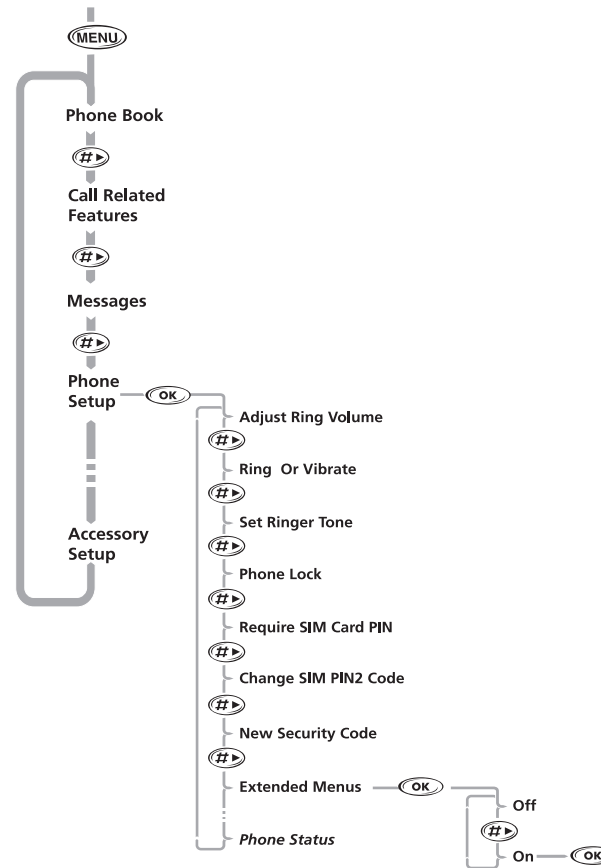 MENU
Phone Book
#►
Call Related
Features
#►
Messages
#►
Phone
Setup
OK
Adjust Ring Volume
#►
Ring Or Vibrate
#►
Set Ringer Tone
#►
Phone Lock
#►
Require SIM Card PIN
#►
Change SIM PIN2 Code
#►
New Security Code
#►
Extended Menus
OK
Off
#►
On
OK
Phone Status
Accessory
Setup